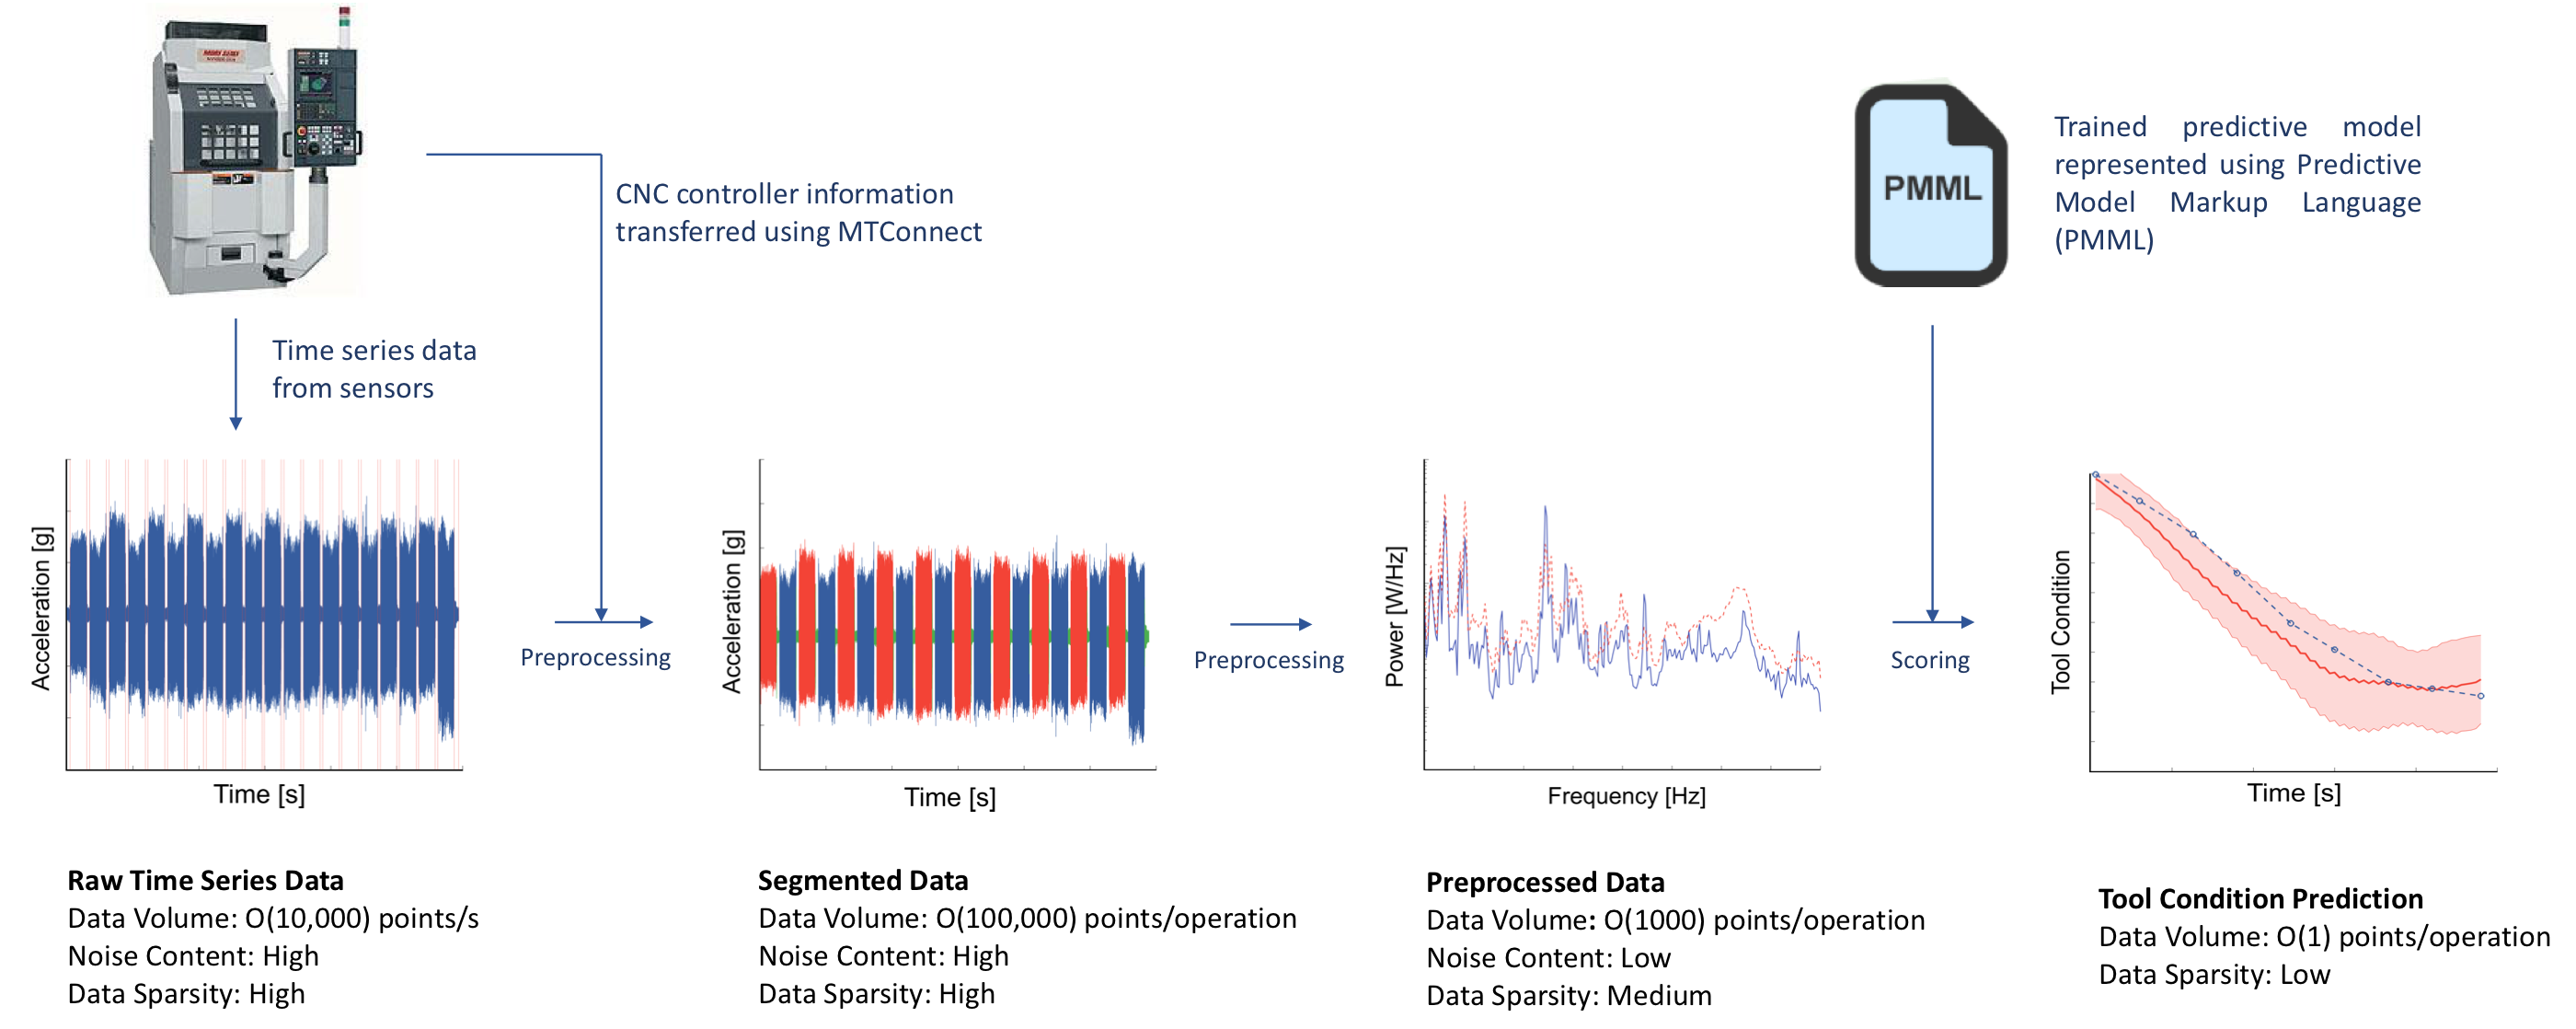 MORI SEIKI
CNC controller information
transferred using MTConnect
PMML
Trained predictive model
represented using Predictive
Model Markup Language
(PMML)
Time series data
from sensors
Acceleration [g]
Time [s]
Preprocessing
Acceleration [g]
Time [s]
Preprocessing
Power [W/Hz]
Frequency [Hz]
Scoring
Tool Condition
Time [s]
Raw Time Series Data
Data Volume: O(10,000) points/s
Noise Content: High
Data Sparsity: High
Segmented Data
Data Volume: O(100,000) points/operation
Noise Content: High
Data Sparsity: High
Preprocessed Data
Data Volume: O(1000) points/operation
Noise Content: Low
Data Sparsity: Medium
Tool Condition Prediction
Data Volume: O(1) points/operation
Data Sparsity: Low